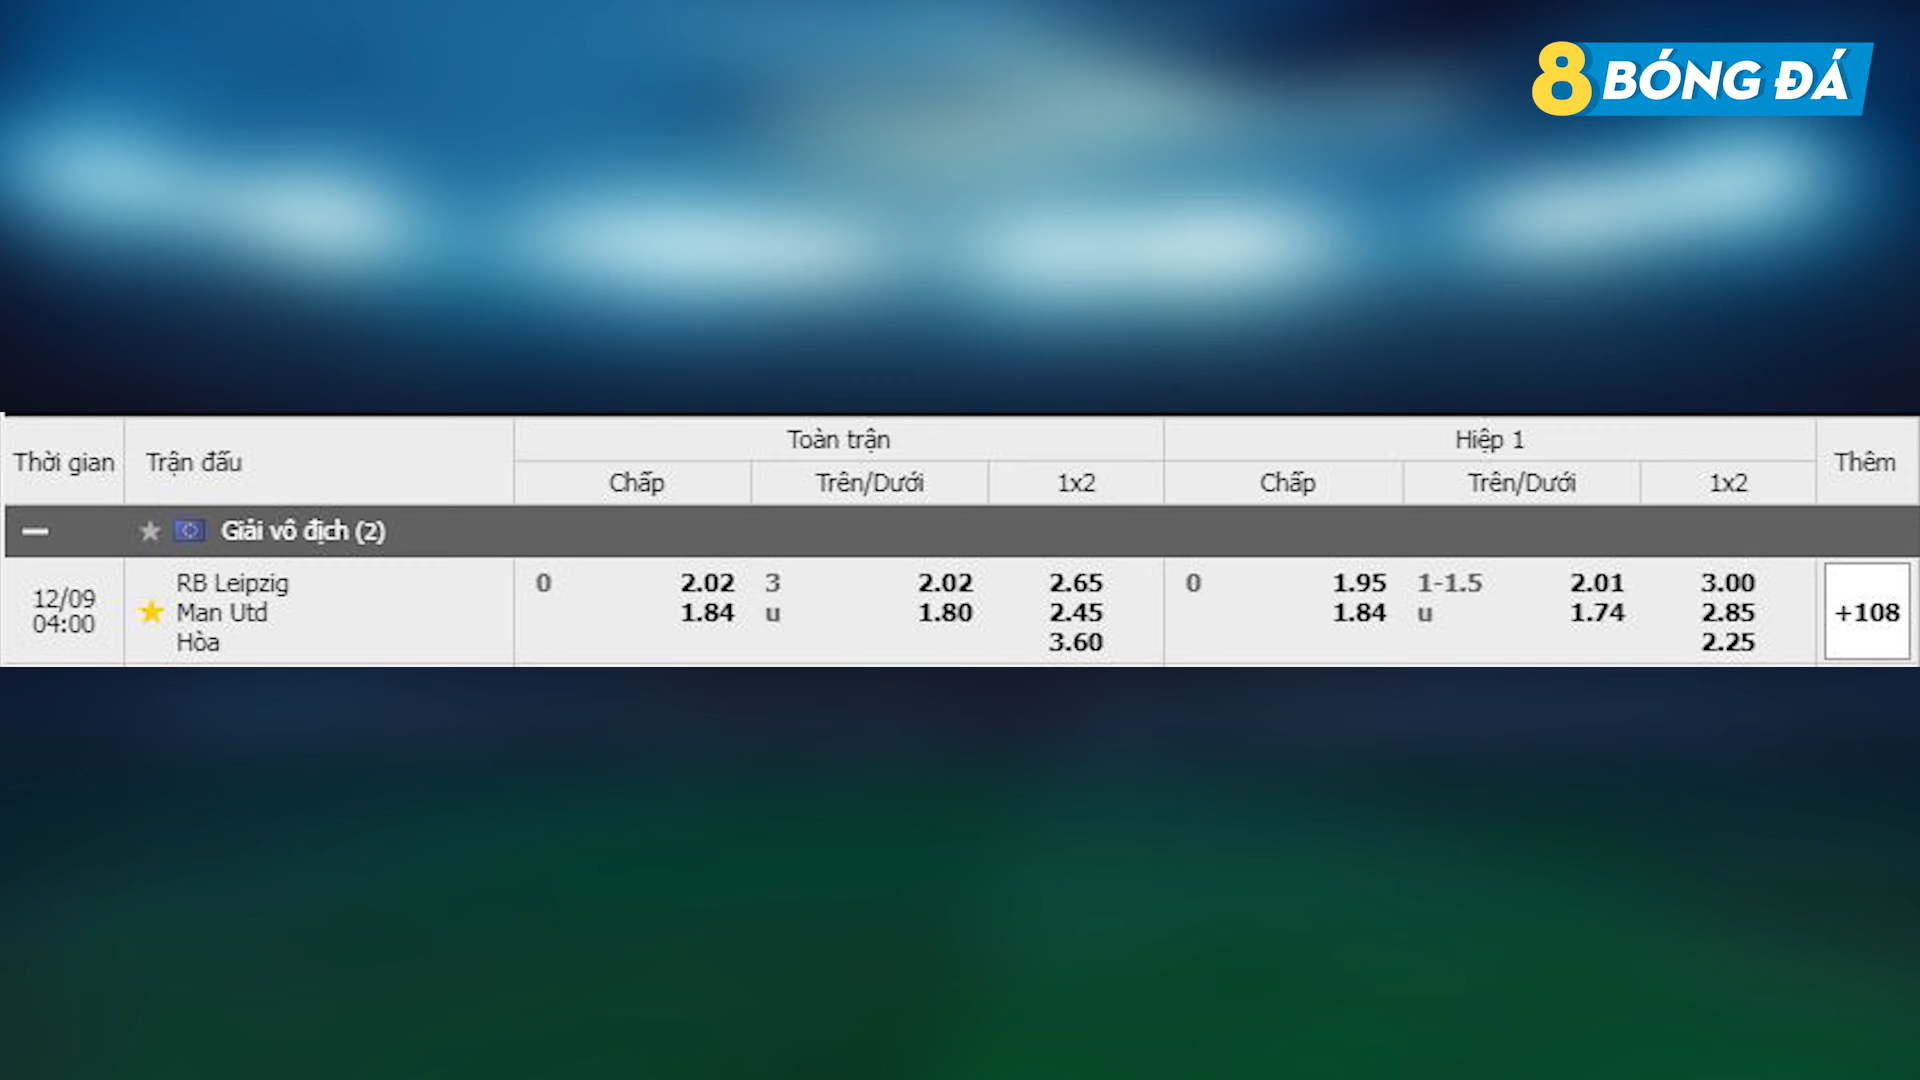 8 BÓNG ĐÁ
Thời gian Trận đấu Toàn trận Hiệp 1 Thêm
Chấp Trên/Dưới 1x2 Chấp Trên/Dưới 1x2
Giải vô địch (2)
12/09 04:00
RB Leipzig 0 2.02 3 2.02 2.65 0 1.95 1-1.5 2.01 3.00
Man Utd 1.84 u 1.80 2.45 1.84 u 1.74 2.85 +108
Hòa 3.60 2.25